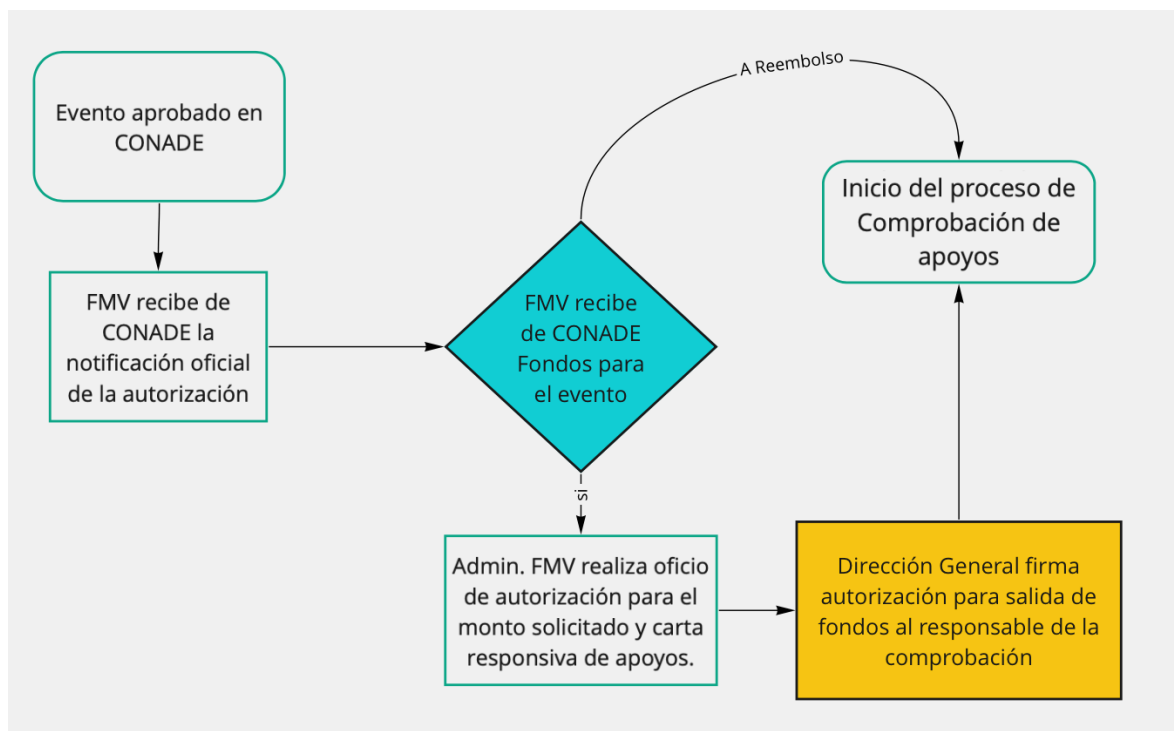 Evento aprobado en
CONADE
FMV recibe de
CONADE la
notificación oficial
de la autorización
FMV recibe
de CONADE
Fondos para
el evento
A Reembolso
si
Admin. FMV realiza oficio
de autorización para el
monto solicitado y carta
responsiva de apoyos.
Dirección General firma
autorización para salida de
fondos al responsable de la
comprobación
Inicio del proceso de
Comprobación de
apoyos